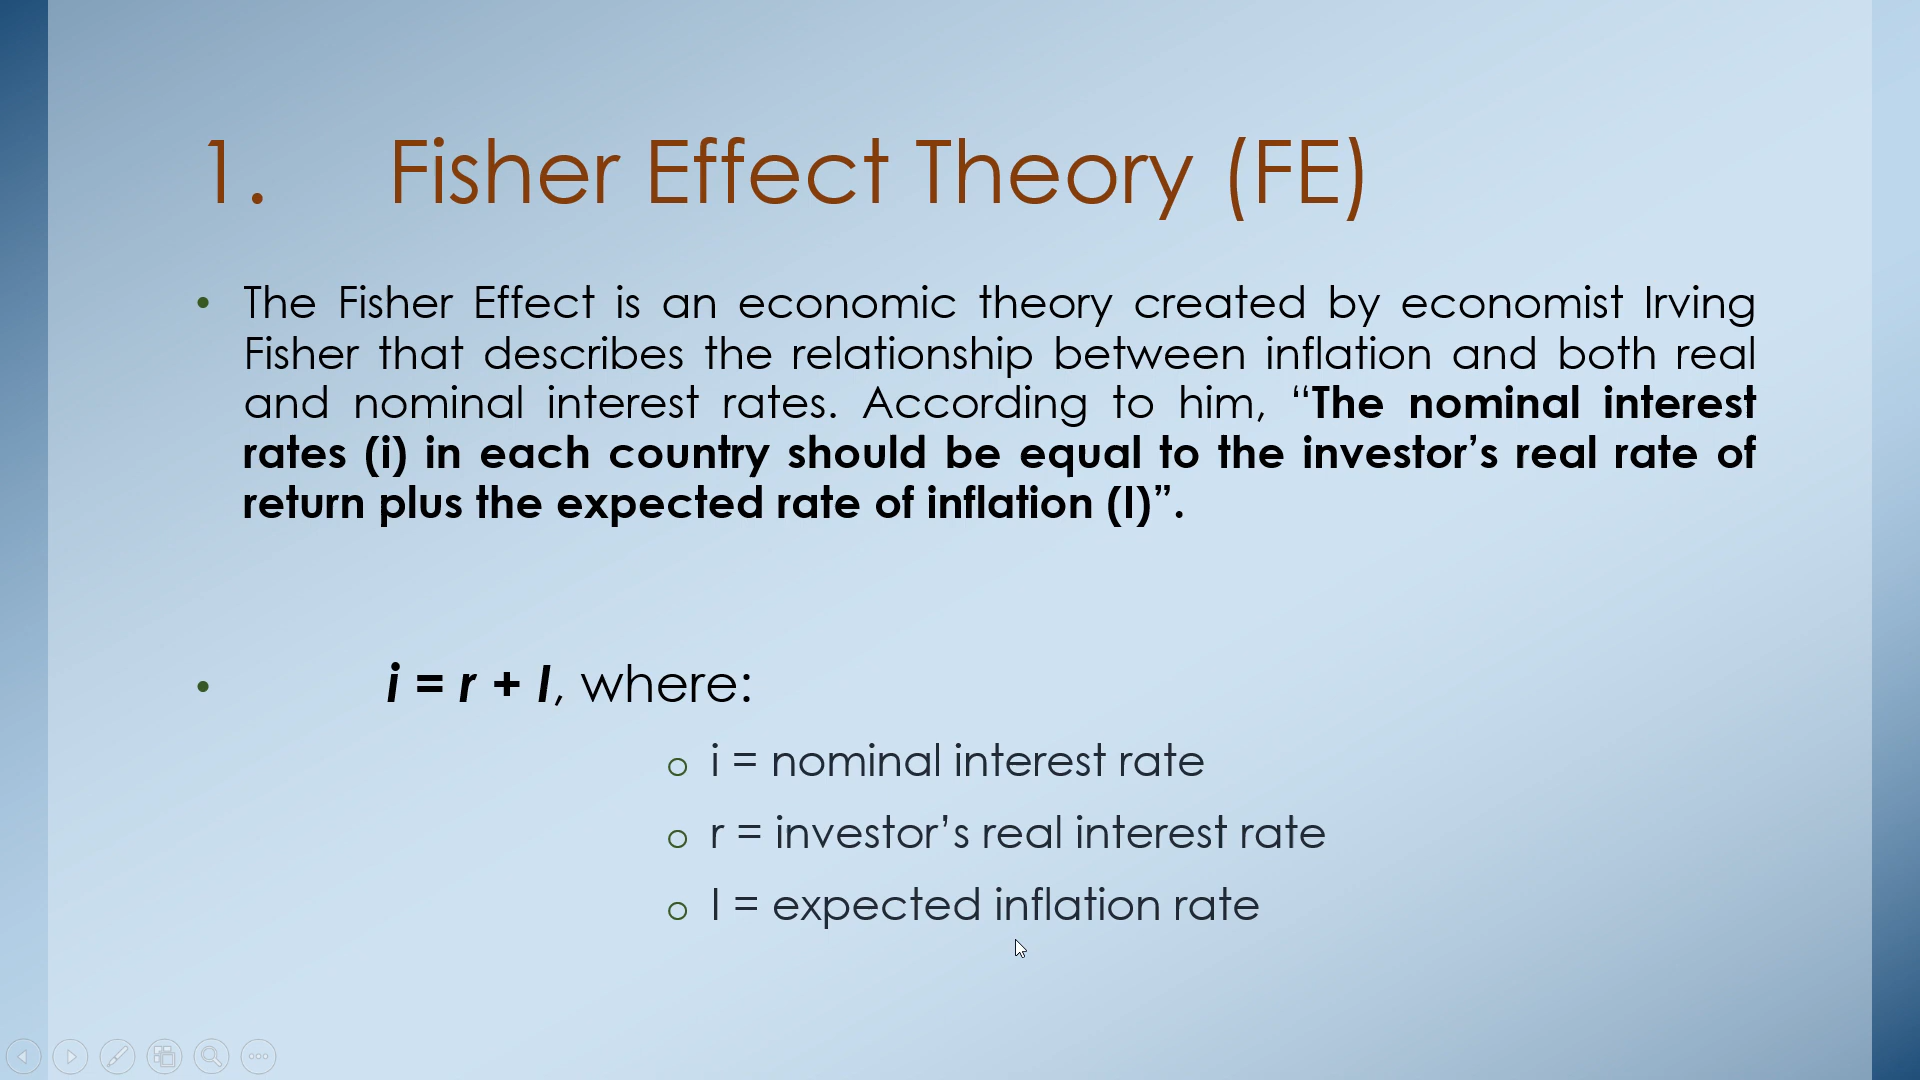 1. Fisher Effect Theory (FE)
• The Fisher Effect is an economic theory created by economist Irving
Fisher that describes the relationship between inflation and both real
and nominal interest rates. According to him, “The nominal interest
rates (i) in each country should be equal to the investor’s real rate of
return plus the expected rate of inflation (I)”.
• i = r + I, where:
o i = nominal interest rate
o r = investor’s real interest rate
o I = expected inflation rate